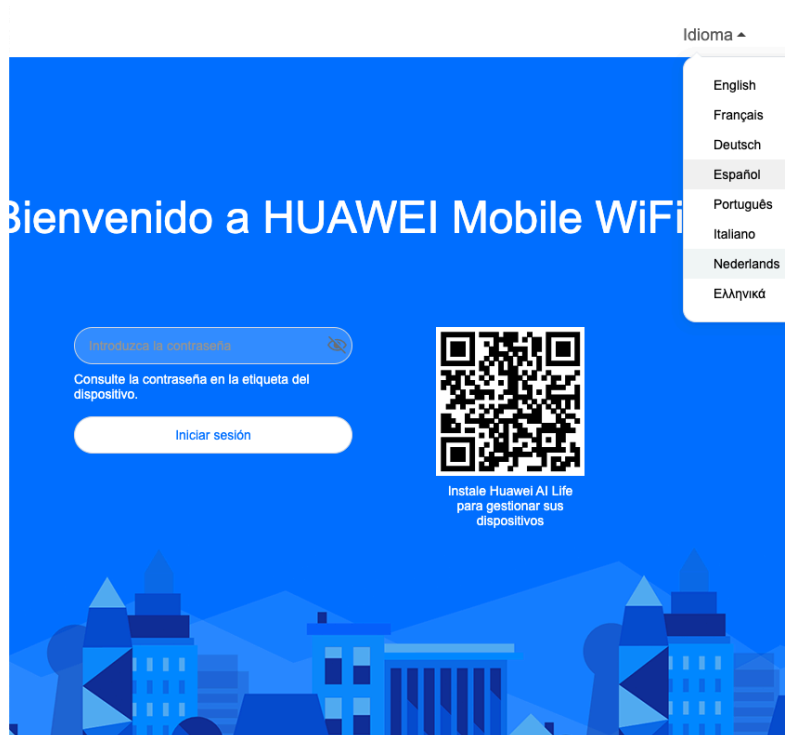 Idioma
English
Français
Deutsch
Español
Português
Italiano
Nederlands
Ελληνικά
Bienvenido a HUAWEI Mobile WiFi
Introduzca la contraseña
Consulte la contraseña en la etiqueta del
dispositivo.
Iniciar sesión
Instale Huawei AI Life
para gestionar sus
dispositivos